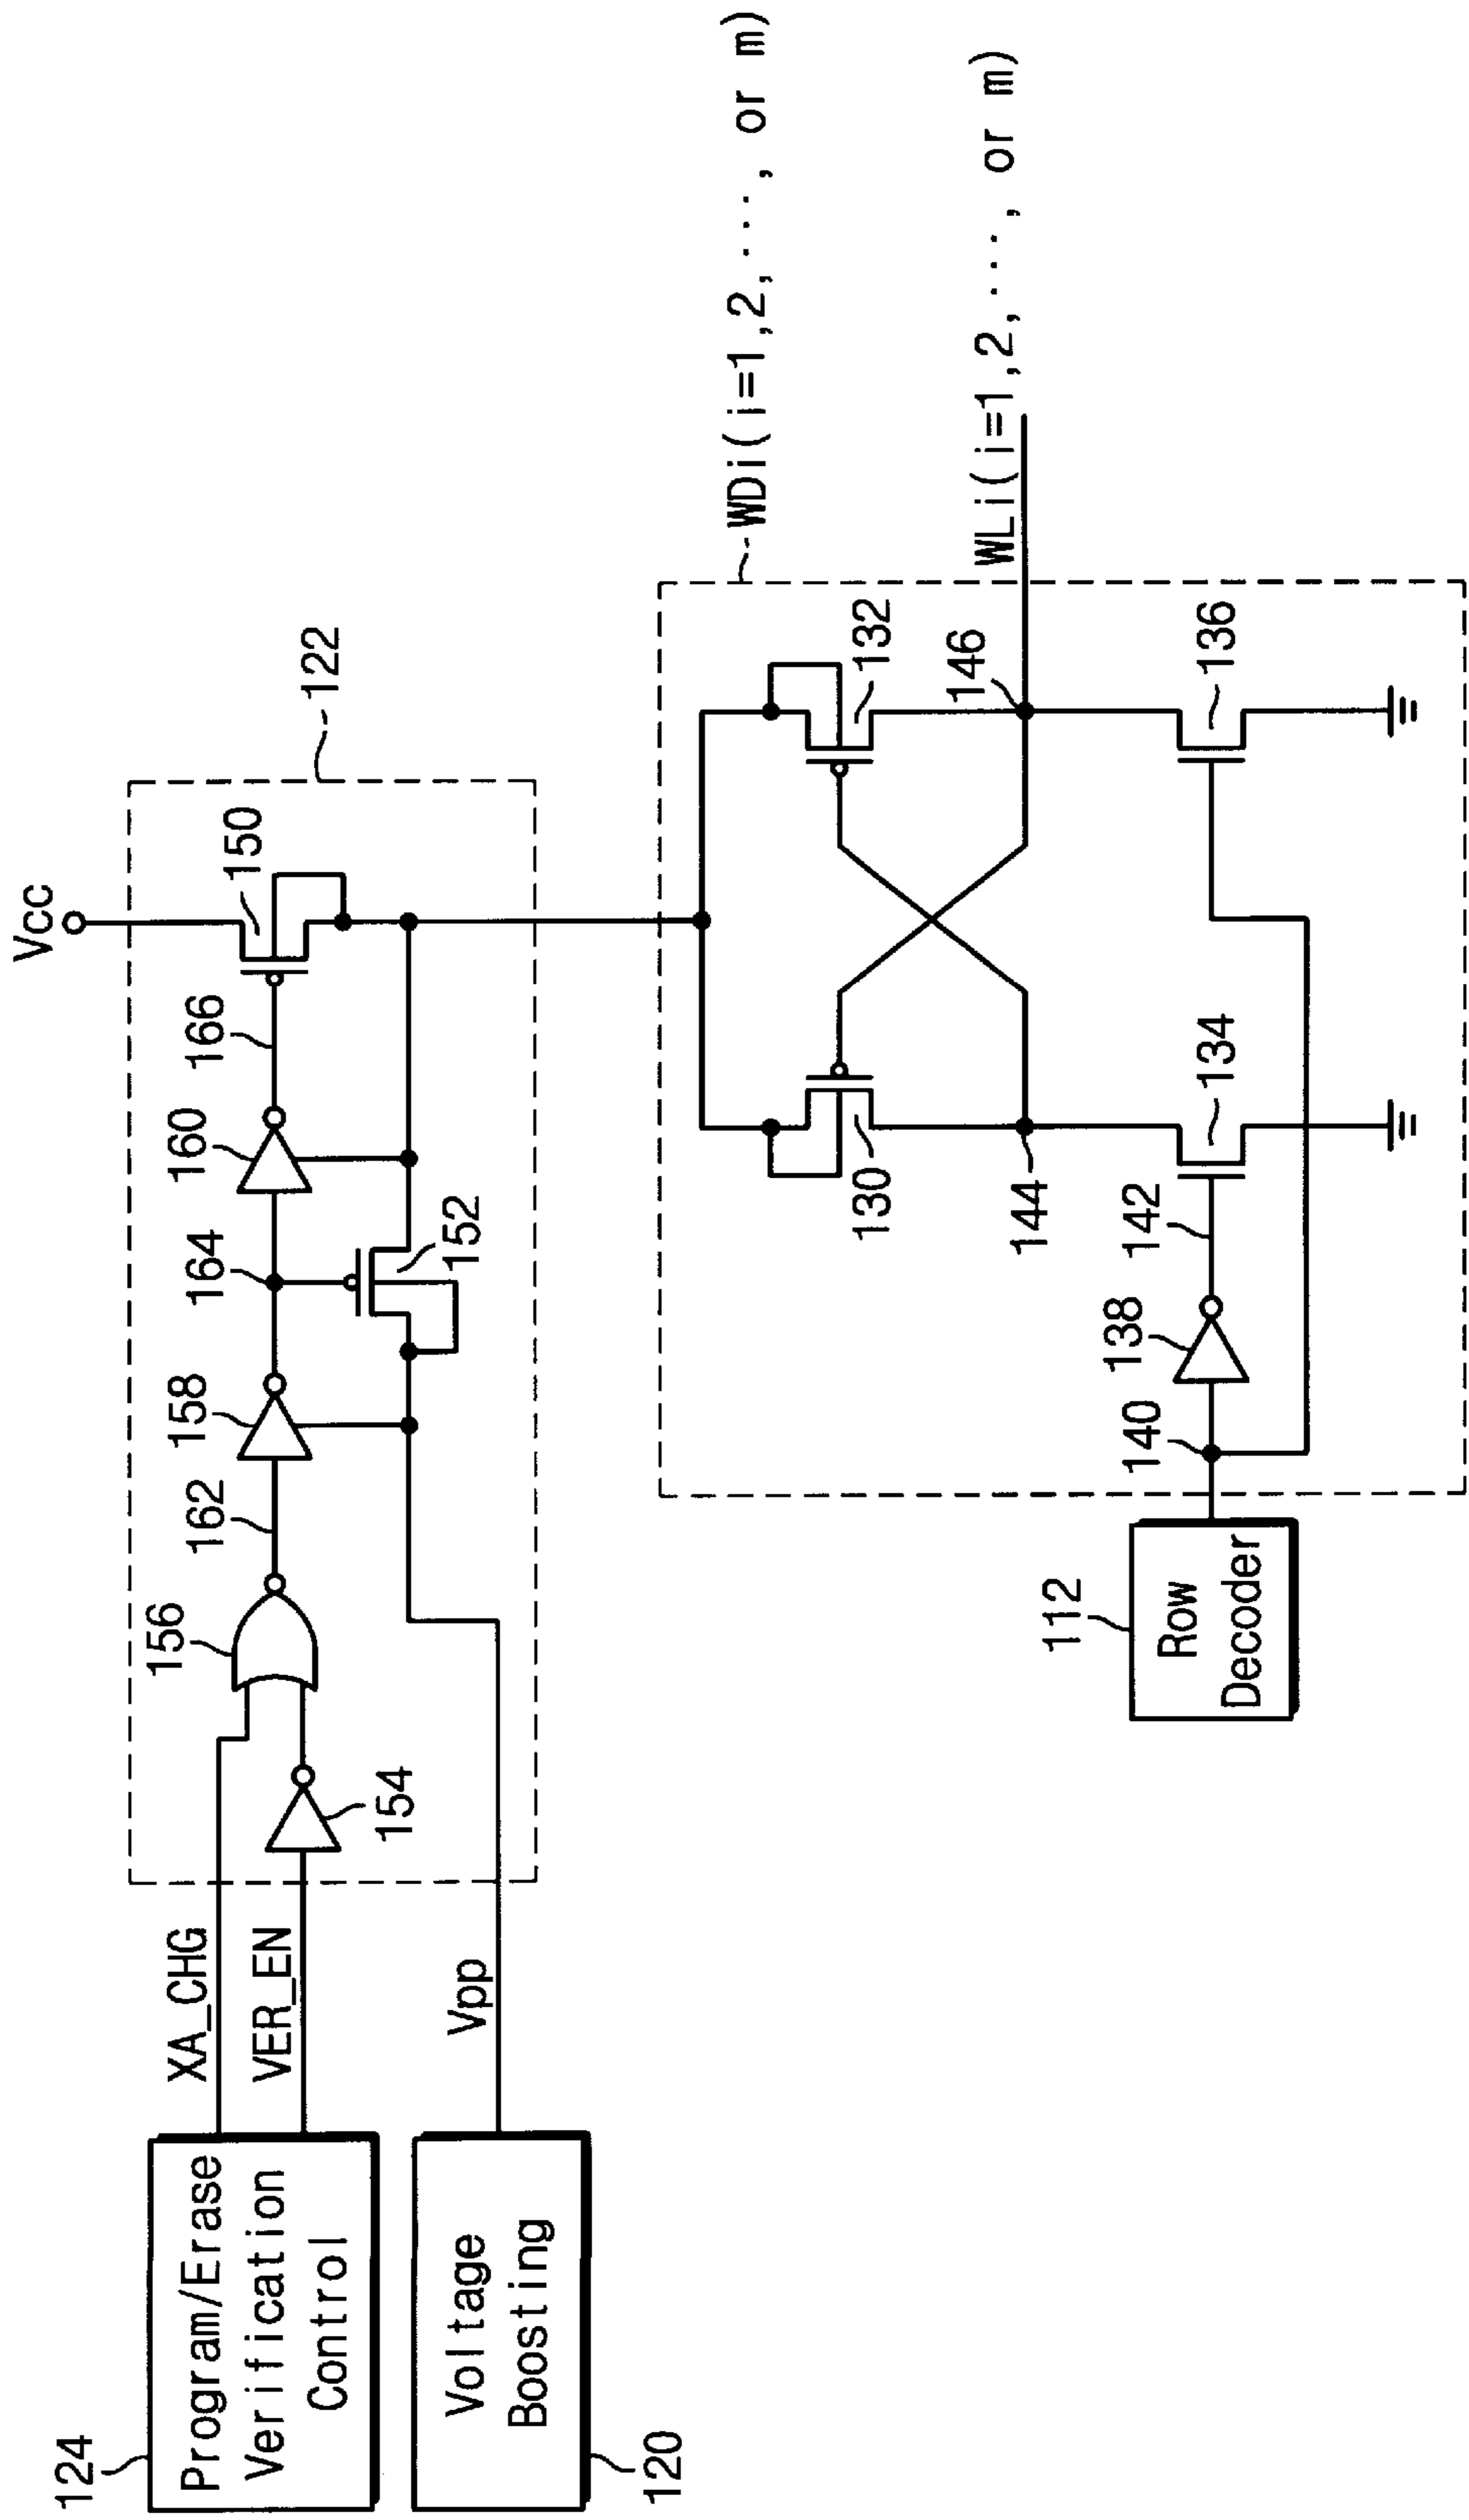 Vcc
150
122
166
160
164
152
158
162
156
154
XA_CHG
VER_EN
Vpp
124
Program/Erase
Verification
Control
Voltage
Boosting
120
WDi(i=1,2,···, or m)
WLi(i=1,2,···, or m)
132
146
136
130
144
134
142
138
140
112
Row
Decoder